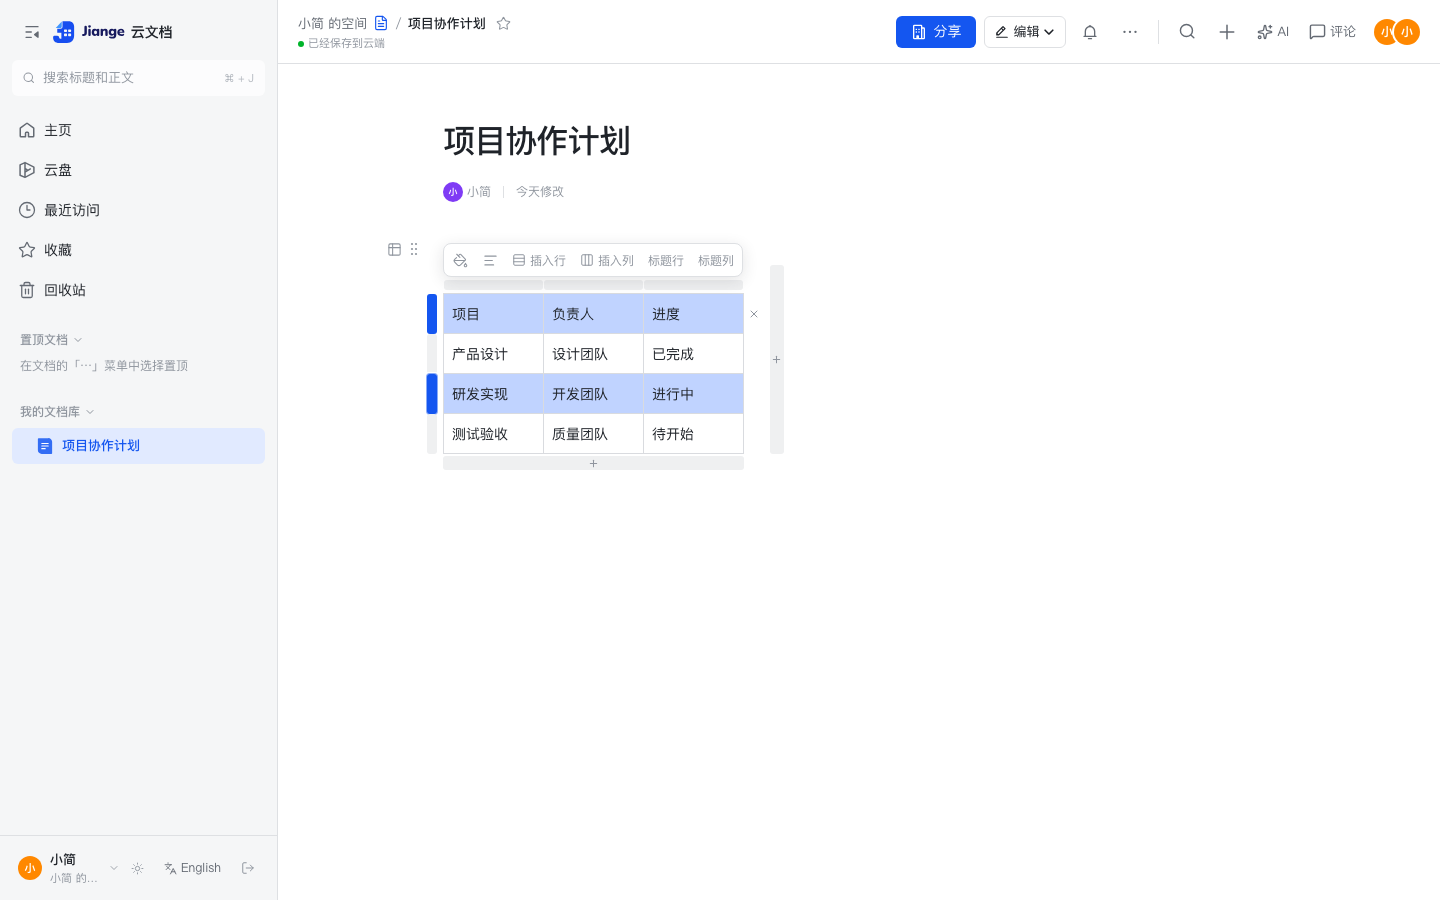 Jiange 云文档
搜索标题和正文 ⌘ + J
主页
云盘
最近访问
收藏
回收站
置顶文档
在文档的「···」菜单中选择置顶
我的文档库
项目协作计划
小 小简
小简 的...
English
小简 的空间 / 项目协作计划
已经保存到云端
分享 编辑 AI 评论 小 小
项目协作计划
小 小简 今天修改
插入行 插入列 标题行 标题列
项目 负责人 进度
产品设计 设计团队 已完成
研发实现 开发团队 进行中
测试验收 质量团队 待开始